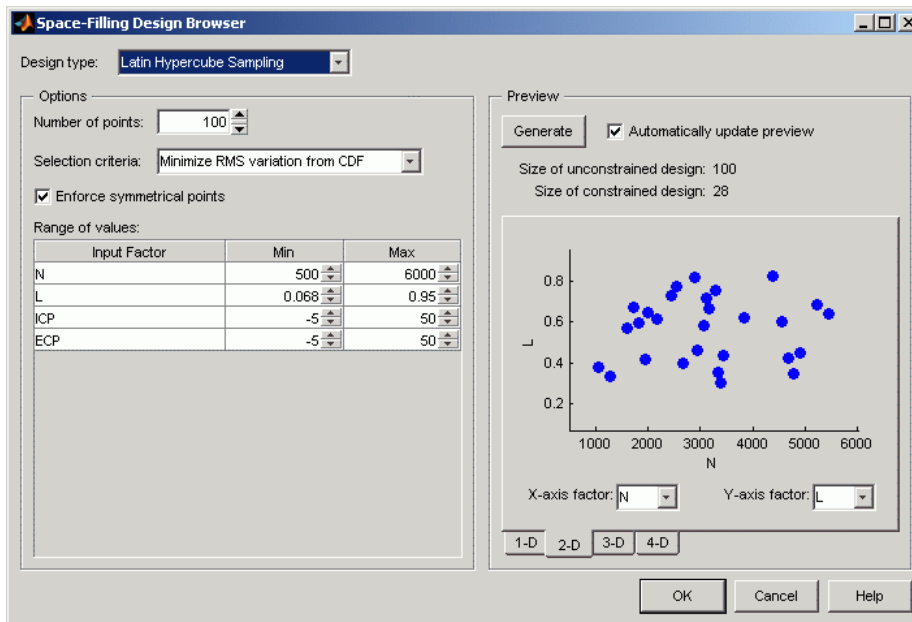 Space-Filling Design Browser
Design type: Latin Hypercube Sampling
Options
Number of points: 100
Selection criteria: Minimize RMS variation from CDF
Enforce symmetrical points
Range of values:
Input Factor Min Max
N 500 6000
L 0.068 0.95
ICP -5 50
ECP -5 50
Preview
Generate Automatically update preview
Size of unconstrained design: 100
Size of constrained design: 28
0.8
0.6
0.4
0.2
L
1000 2000 3000 4000 5000 6000
N
X-axis factor: N Y-axis factor: L
1-D 2-D 3-D 4-D
OK Cancel Help